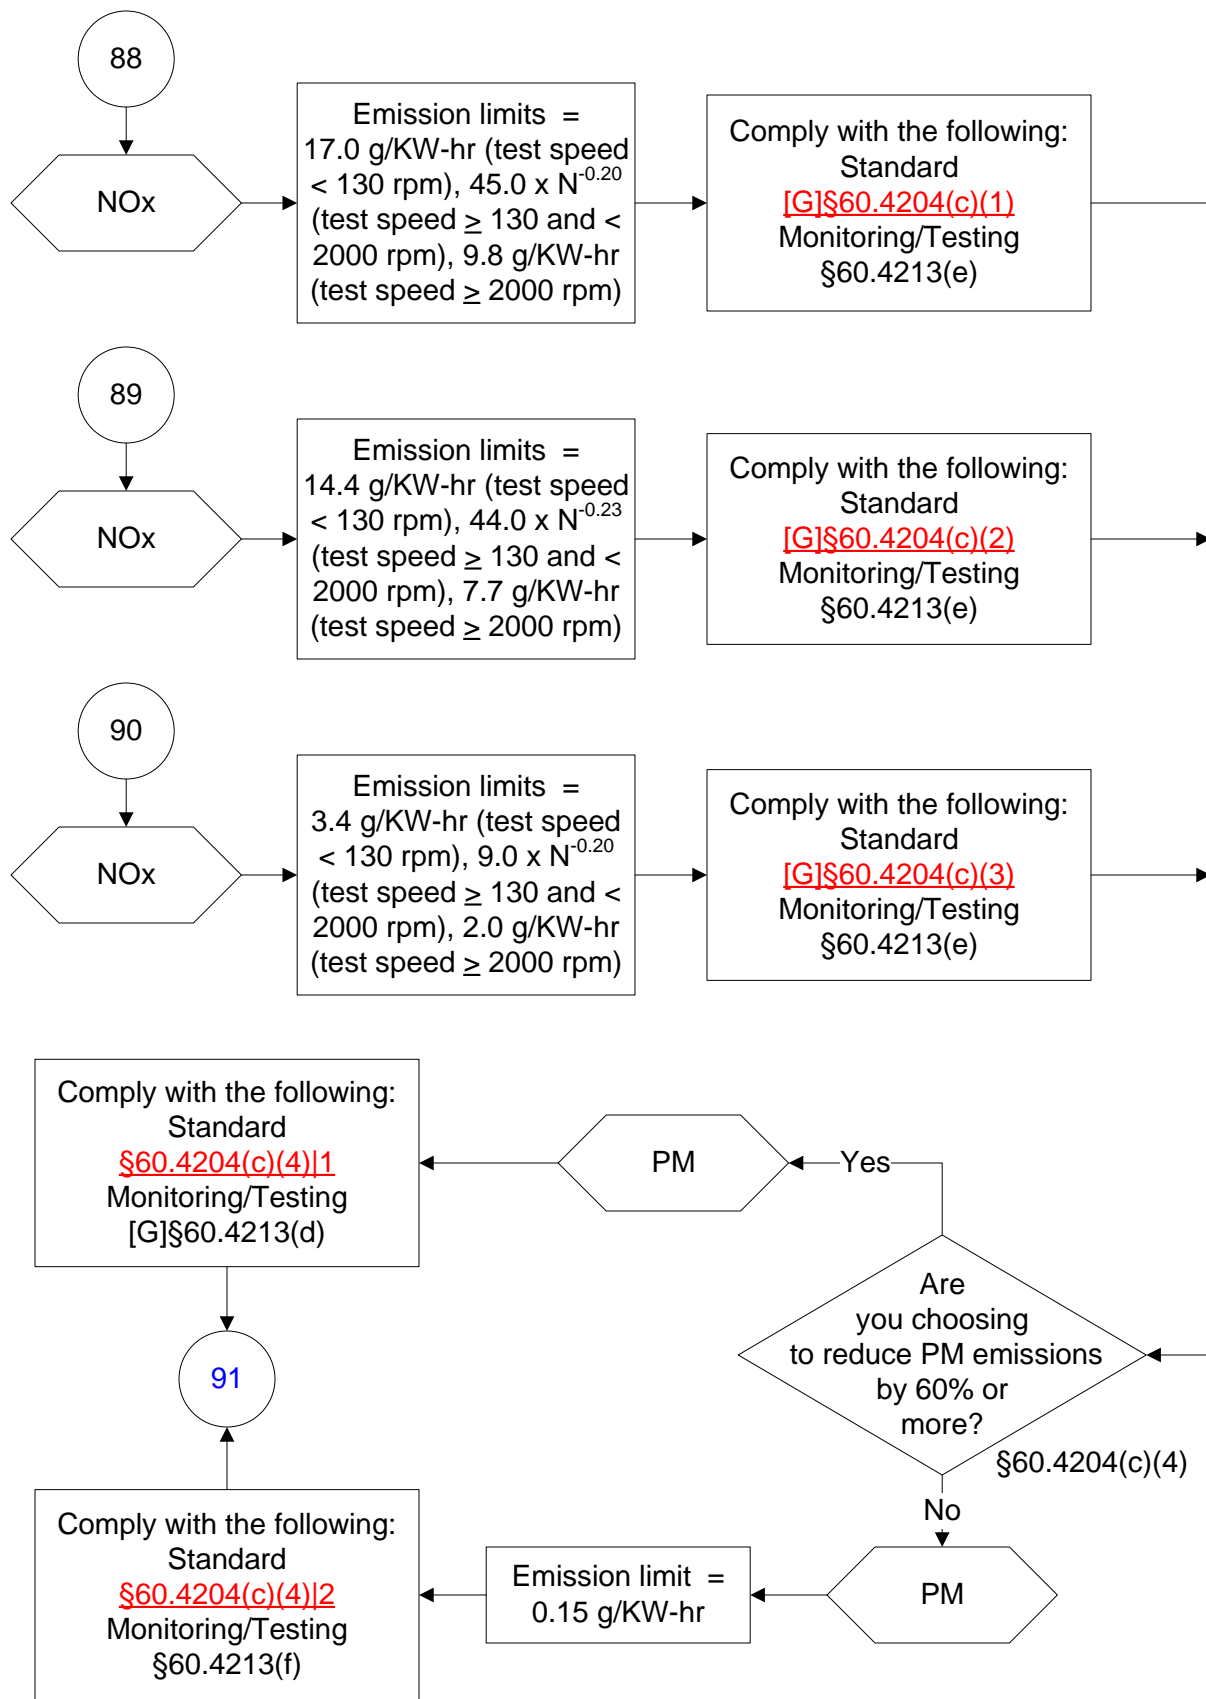 88
NOx
Emission limits =
17.0 g/KW-hr (test speed
< 130 rpm), 45.0 x N-0.20
(test speed ≥ 130 and <
2000 rpm), 9.8 g/KW-hr
(test speed ≥ 2000 rpm)
Comply with the following:
Standard
[G]§60.4204(c)(1)
Monitoring/Testing
§60.4213(e)
89
NOx
Emission limits =
14.4 g/KW-hr (test speed
< 130 rpm), 44.0 x N-0.23
(test speed ≥ 130 and <
2000 rpm), 7.7 g/KW-hr
(test speed ≥ 2000 rpm)
Comply with the following:
Standard
[G]§60.4204(c)(2)
Monitoring/Testing
§60.4213(e)
90
NOx
Emission limits =
3.4 g/KW-hr (test speed
< 130 rpm), 9.0 x N-0.20
(test speed ≥ 130 and <
2000 rpm), 2.0 g/KW-hr
(test speed ≥ 2000 rpm)
Comply with the following:
Standard
[G]§60.4204(c)(3)
Monitoring/Testing
§60.4213(e)
Comply with the following:
Standard
§60.4204(c)(4)|1
Monitoring/Testing
[G]§60.4213(d)
PM
Yes
Are
you choosing
to reduce PM emissions
by 60% or
more?
§60.4204(c)(4)
91
No
Comply with the following:
Standard
§60.4204(c)(4)|2
Monitoring/Testing
§60.4213(f)
Emission limit =
0.15 g/KW-hr
PM